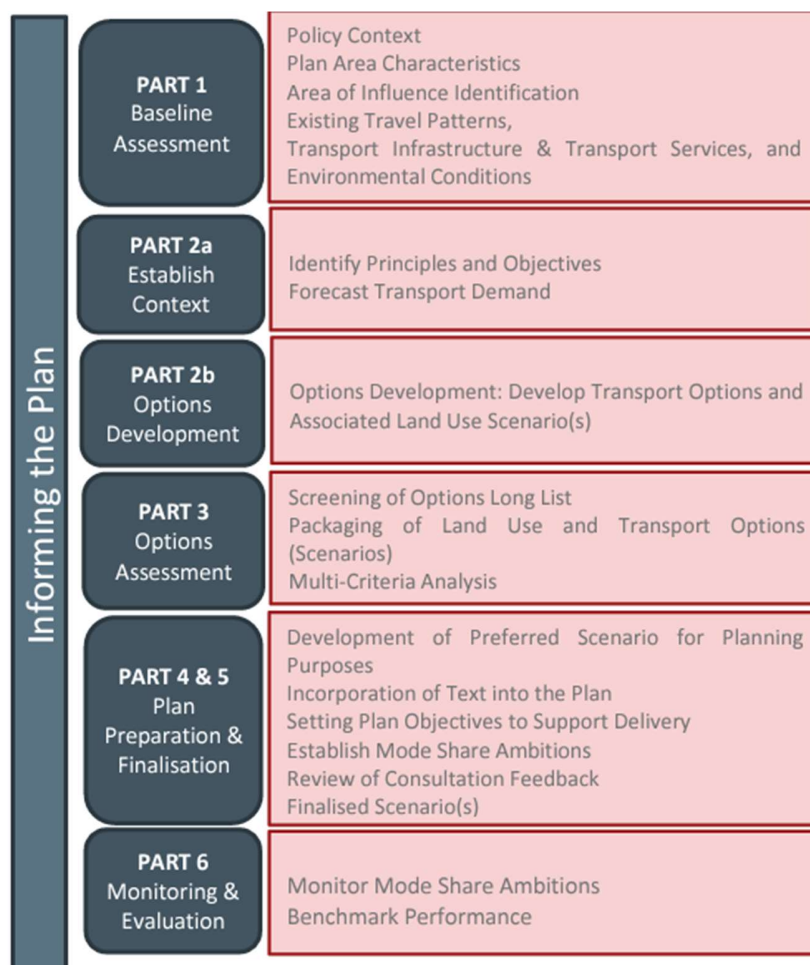 Informing the Plan
PART 1
Baseline
Assessment
Policy Context
Plan Area Characteristics
Area of Influence Identification
Existing Travel Patterns,
Transport Infrastructure & Transport Services, and
Environmental Conditions
PART 2a
Establish
Context
Identify Principles and Objectives
Forecast Transport Demand
PART 2b
Options
Development
Options Development: Develop Transport Options and
Associated Land Use Scenario(s)
PART 3
Options
Assessment
Screening of Options Long List
Packaging of Land Use and Transport Options
(Scenarios)
Multi-Criteria Analysis
PART 4 & 5
Plan
Preparation &
Finalisation
Development of Preferred Scenario for Planning
Purposes
Incorporation of Text into the Plan
Setting Plan Objectives to Support Delivery
Establish Mode Share Ambitions
Review of Consultation Feedback
Finalised Scenario(s)
PART 6
Monitoring &
Evaluation
Monitor Mode Share Ambitions
Benchmark Performance